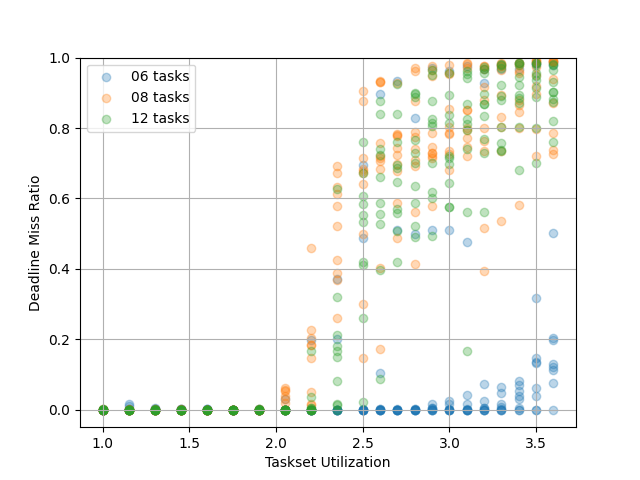 06 tasks
08 tasks
12 tasks
Deadline Miss Ratio
1.0
0.8
0.6
0.4
0.2
0.0
1.0 1.5 2.0 2.5 3.0 3.5
Taskset Utilization